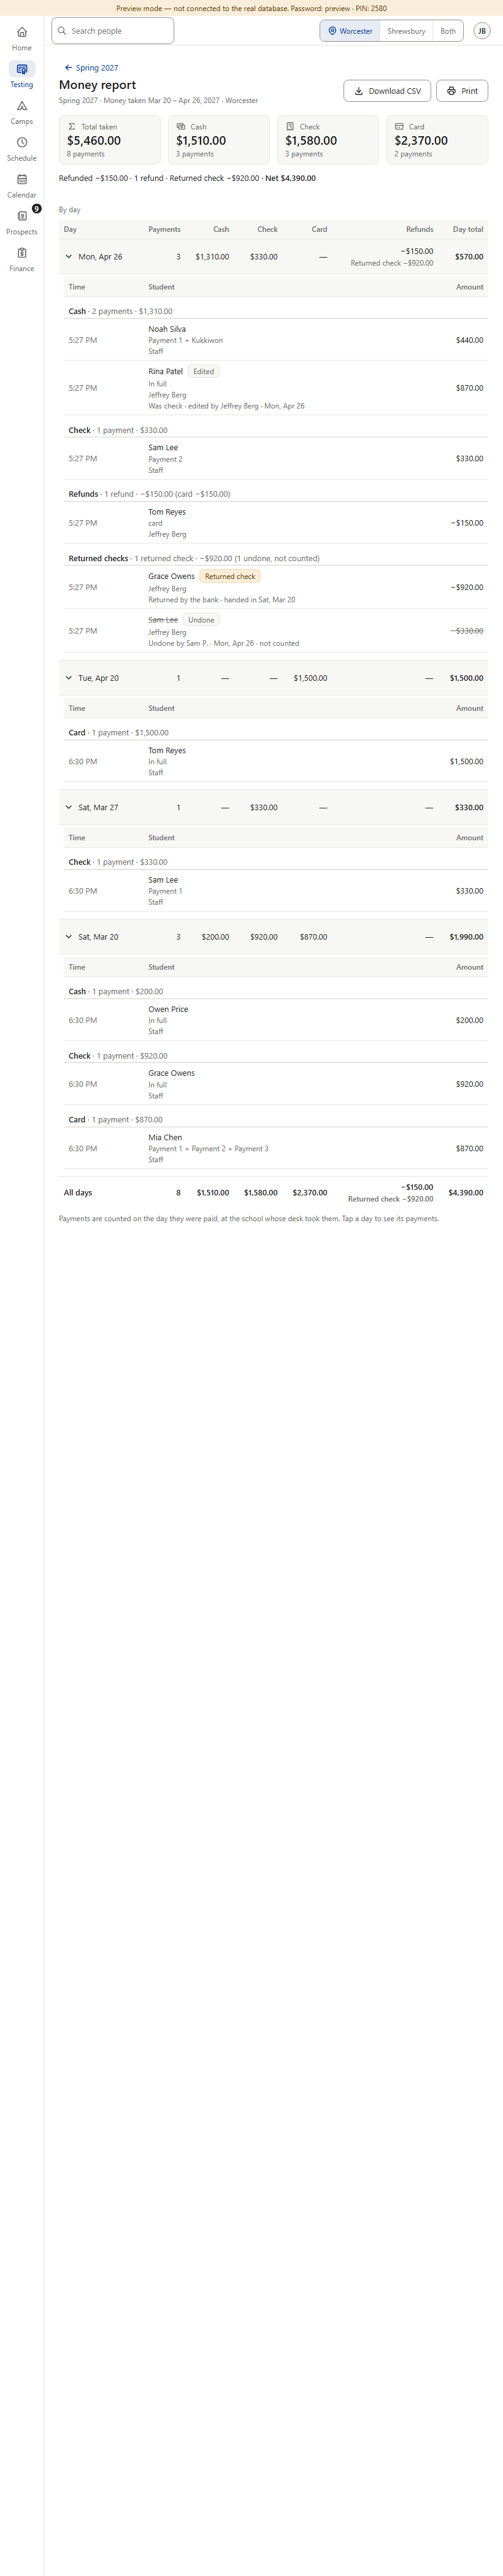 Preview mode — not connected to the real database. Password: preview · PIN: 2580
Home
Testing
Camps
Schedule
Calendar
9
Prospects
Finance
Search people
Worcester
Shrewsbury
Both
JB
← Spring 2027
Money report
Spring 2027 · Money taken Mar 20 – Apr 26, 2027 · Worcester
Download CSV
Print
Total taken
$5,460.00
8 payments
Cash
$1,510.00
3 payments
Check
$1,580.00
3 payments
Card
$2,370.00
2 payments
Refunded −$150.00 · 1 refund · Returned check −$920.00 · Net $4,390.00
By day
Day Payments Cash Check Card Refunds Day total
Mon, Apr 26 3 $1,310.00 $330.00 — −$150.00 $570.00
Returned check −$920.00
Time Student Amount
Cash · 2 payments · $1,310.00
Noah Silva
5:27 PM Payment 1 + Kukkiwon $440.00
Staff
Rina Patel Edited
In full
5:27 PM $870.00
Jeffrey Berg
Was check · edited by Jeffrey Berg · Mon, Apr 26
Check · 1 payment · $330.00
Sam Lee
5:27 PM Payment 2 $330.00
Staff
Refunds · 1 refund · −$150.00 (card −$150.00)
Tom Reyes
5:27 PM card −$150.00
Jeffrey Berg
Returned checks · 1 returned check · −$920.00 (1 undone, not counted)
Grace Owens Returned check
5:27 PM Jeffrey Berg −$920.00
Returned by the bank · handed in Sat, Mar 20
Sam Lee Undone
5:27 PM Jeffrey Berg −$330.00
Undone by Sam P. · Mon, Apr 26 · not counted
Tue, Apr 20 1 — — $1,500.00 — $1,500.00
Time Student Amount
Card · 1 payment · $1,500.00
Tom Reyes
6:30 PM In full $1,500.00
Staff
Sat, Mar 27 1 — $330.00 — — $330.00
Time Student Amount
Check · 1 payment · $330.00
Sam Lee
6:30 PM Payment 1 $330.00
Staff
Sat, Mar 20 3 $200.00 $920.00 $870.00 — $1,990.00
Time Student Amount
Cash · 1 payment · $200.00
Owen Price
6:30 PM In full $200.00
Staff
Check · 1 payment · $920.00
Grace Owens
6:30 PM In full $920.00
Staff
Card · 1 payment · $870.00
Mia Chen
6:30 PM Payment 1 + Payment 2 + Payment 3 $870.00
Staff
All days 8 $1,510.00 $1,580.00 $2,370.00 −$150.00 $4,390.00
Returned check −$920.00
Payments are counted on the day they were paid, at the school whose desk took them. Tap a day to see its payments.